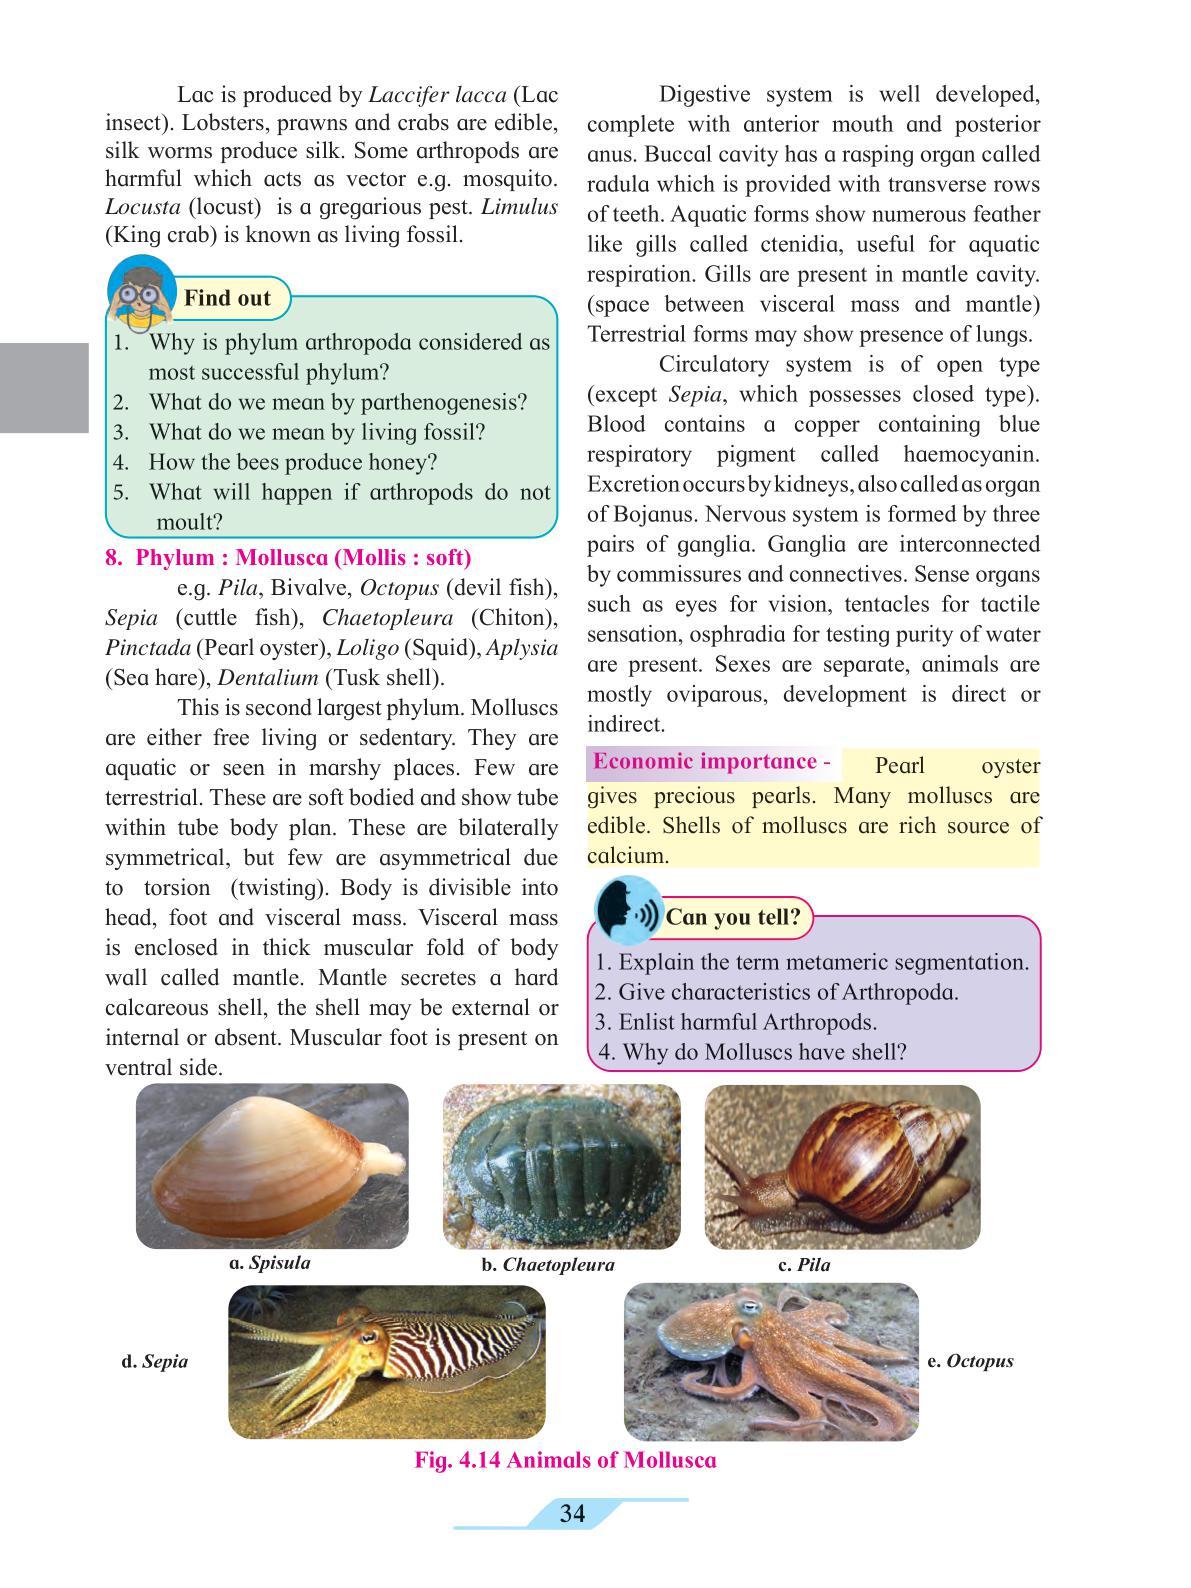 Lac is produced by Laccifer lacca (Lac
insect). Lobsters, prawns and crabs are edible,
silk worms produce silk. Some arthropods are
harmful which acts as vector e.g. mosquito.
Locusta (locust) is a gregarious pest. Limulus
(King crab) is known as living fossil.
Find out
1. Why is phylum arthropoda considered as
most successful phylum?
2. What do we mean by parthenogenesis?
3. What do we mean by living fossil?
4. How the bees produce honey?
5. What will happen if arthropods do not
moult?
8. Phylum : Mollusca (Mollis : soft)
e.g. Pila, Bivalve, Octopus (devil fish),
Sepia (cuttle fish), Chaetopleura (Chiton),
Pinctada (Pearl oyster), Loligo (Squid), Aplysia
(Sea hare), Dentalium (Tusk shell).
This is second largest phylum. Molluscs
are either free living or sedentary. They are
aquatic or seen in marshy places. Few are
terrestrial. These are soft bodied and show tube
within tube body plan. These are bilaterally
symmetrical, but few are asymmetrical due
to torsion (twisting). Body is divisible into
head, foot and visceral mass. Visceral mass
is enclosed in thick muscular fold of body
wall called mantle. Mantle secretes a hard
calcareous shell, the shell may be external or
internal or absent. Muscular foot is present on
ventral side.
Digestive system is well developed,
complete with anterior mouth and posterior
anus. Buccal cavity has a rasping organ called
radula which is provided with transverse rows
of teeth. Aquatic forms show numerous feather
like gills called ctenidia, useful for aquatic
respiration. Gills are present in mantle cavity.
(space between visceral mass and mantle)
Terrestrial forms may show presence of lungs.
Circulatory system is of open type
(except Sepia, which possesses closed type).
Blood contains a copper containing blue
respiratory pigment called haemocyanin.
Excretion occurs by kidneys, also called as organ
of Bojanus. Nervous system is formed by three
pairs of ganglia. Ganglia are interconnected
by commissures and connectives. Sense organs
such as eyes for vision, tentacles for tactile
sensation, osphradia for testing purity of water
are present. Sexes are separate, animals are
mostly oviparous, development is direct or
indirect.
Economic importance - Pearl oyster
gives precious pearls. Many molluscs are
edible. Shells of molluscs are rich source of
calcium.
Can you tell?
1. Explain the term metameric segmentation.
2. Give characteristics of Arthropoda.
3. Enlist harmful Arthropods.
4. Why do Molluscs have shell?
a. Spisula
b. Chaetopleura
c. Pila
d. Sepia
e. Octopus
Fig. 4.14 Animals of Mollusca
34